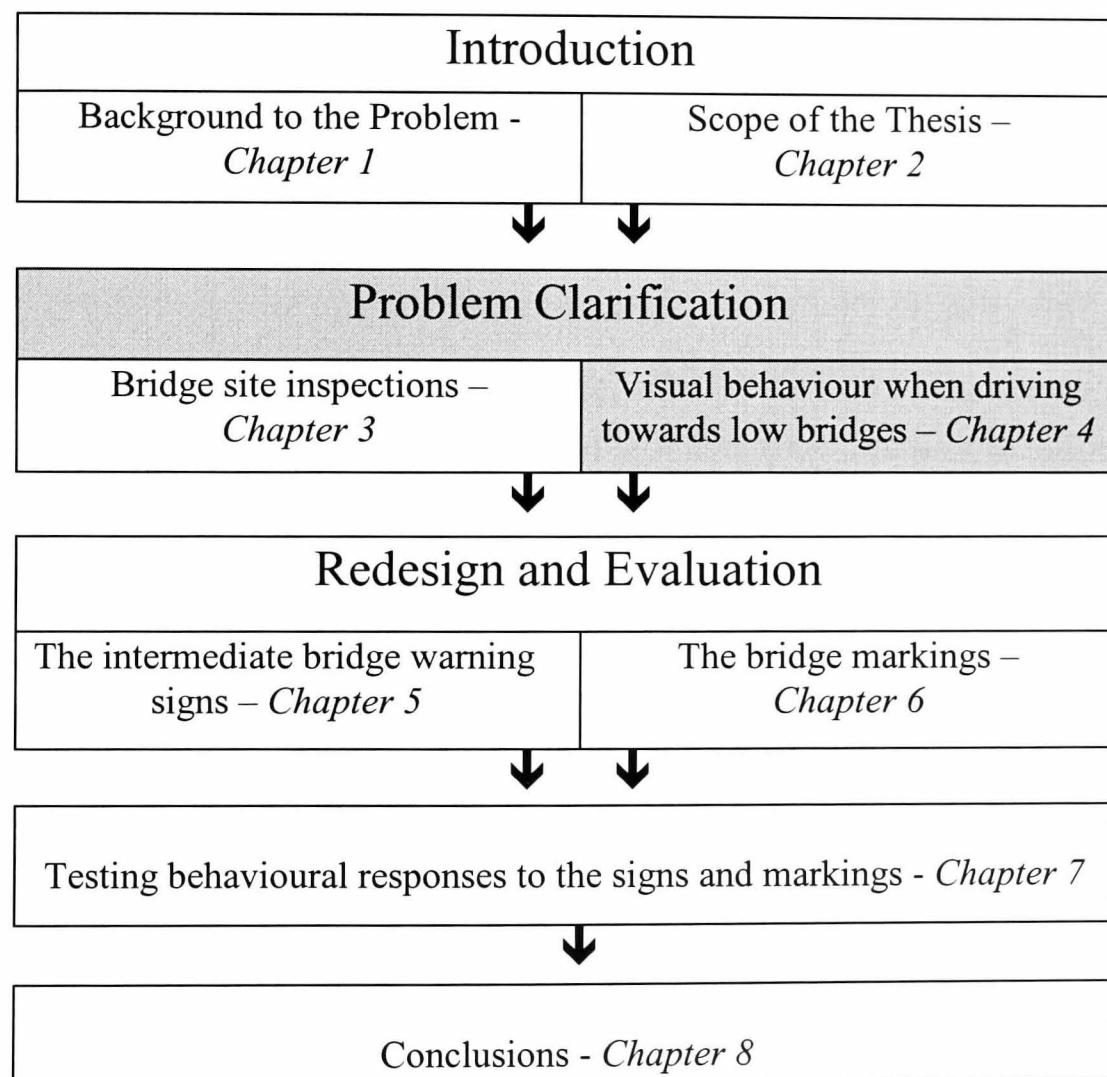 Introduction
Background to the Problem -
Chapter 1
Scope of the Thesis –
Chapter 2
Problem Clarification
Bridge site inspections –
Chapter 3
Visual behaviour when driving
towards low bridges – Chapter 4
Redesign and Evaluation
The intermediate bridge warning
signs – Chapter 5
The bridge markings –
Chapter 6
Testing behavioural responses to the signs and markings - Chapter 7
Conclusions - Chapter 8